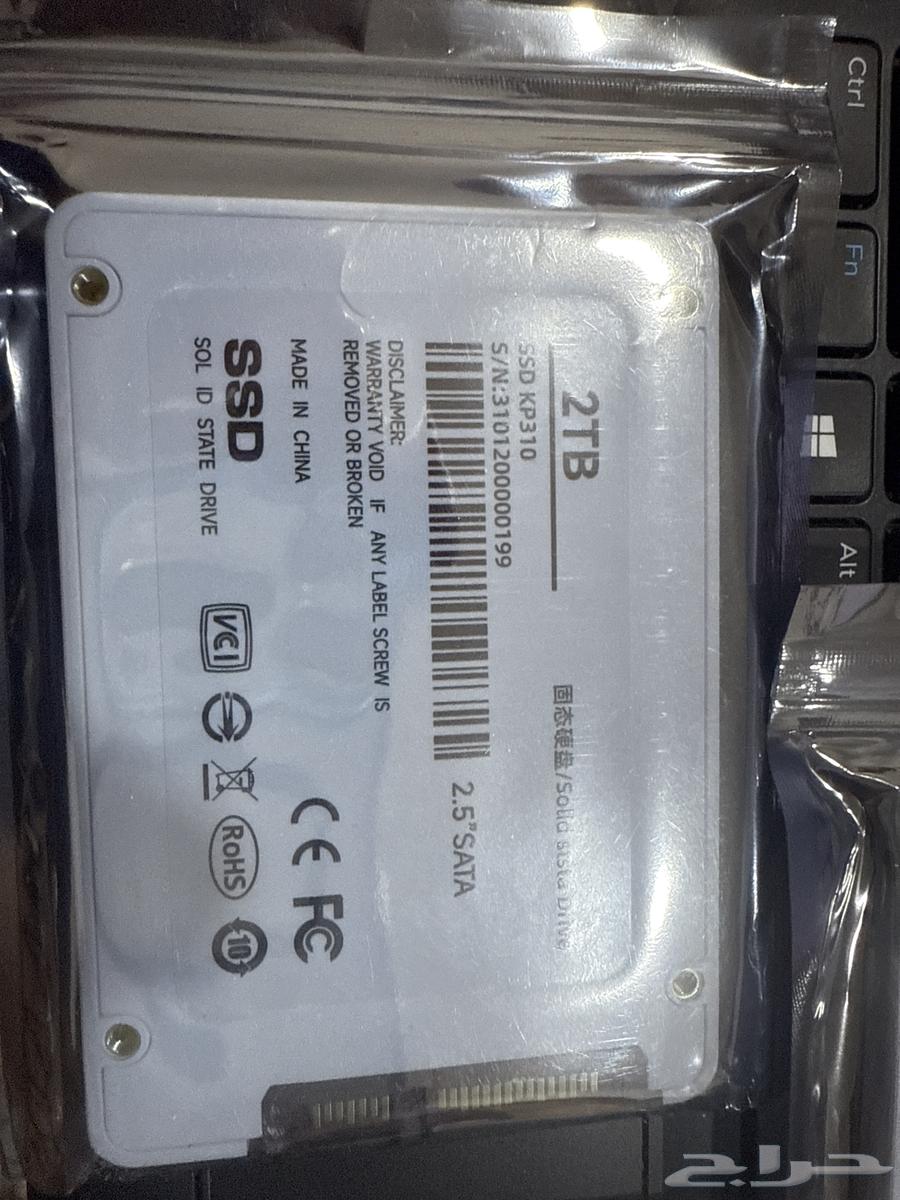 2TB
固态硬盘/Solid sista Drive
SSD KP310
S/N:3101200000199
2.5"SATA
DISCLAIMER:
WARRANTY VOID IF ANY LABEL SCREW IS
REMOVED OR BROKEN
MADE IN CHINA
CE FC
SSD
SOL ID STATE DRIVE
VCI
RoHS
10
Ctrl
Fn
Alt
حراج